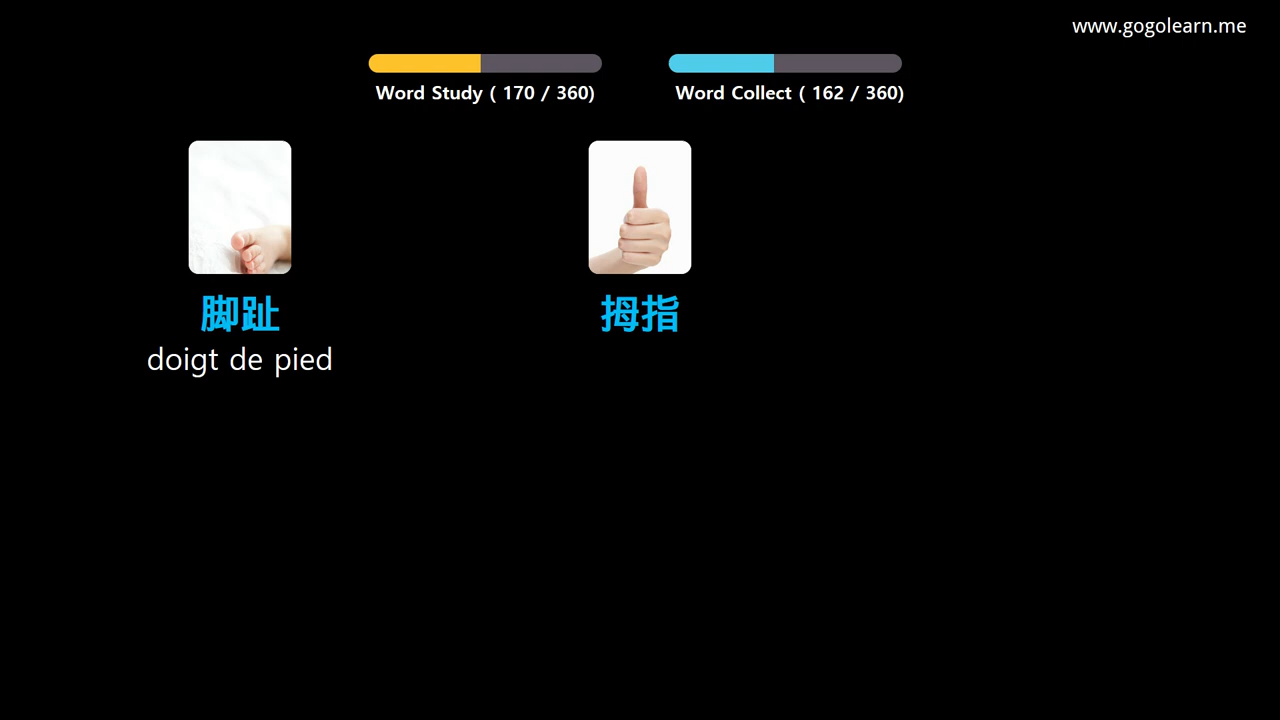 www.gogolearn.me
Word Study ( 170 / 360)
Word Collect ( 162 / 360)
脚趾
doigt de pied
拇指